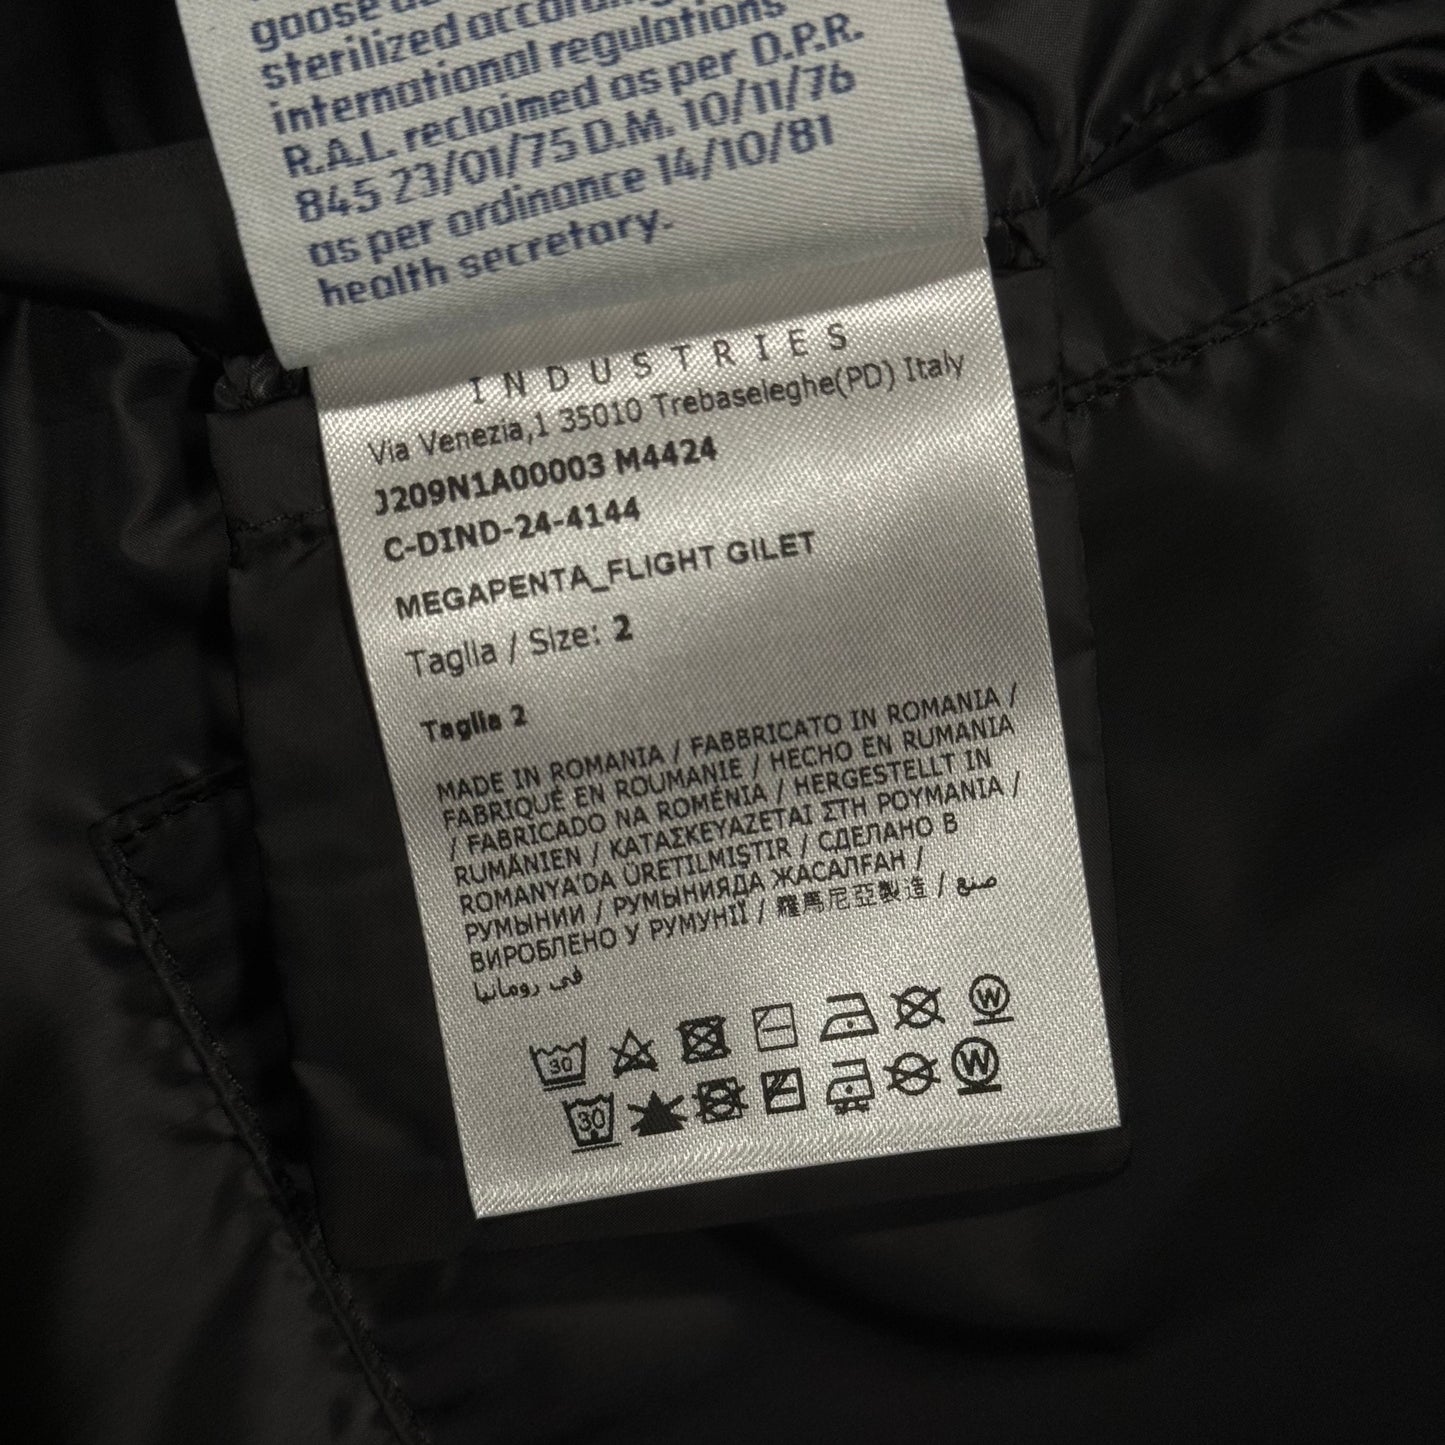 goose
sterilized according
international regulations
R.A.L. reclaimed as per D.P.R.
845 23/01/75 D.M. 10/11/76
as per ordinance 14/10/81
health secretary.
INDUSTRIES
Via Venezia,1 35010 Trebaseleghe(PD) Italy
J209N1A00003 M4424
C-DIND-24-4144
MEGAPENTA_FLIGHT GILET
Taglia / Size: 2
Taglia 2
MADE IN ROMANIA / FABBRICATO IN ROMANIA /
FABRIQUÉ EN ROUMANIE / HECHO EN RUMANIA
/ FABRICADO NA ROMÉNIA / HERGESTELLT IN
RUMÄNIEN / ΚΑΤΑΣΚΕΥΑΖΕΤΑΙ ΣΤΗ ΡΟΥΜΑΝΙΑ /
ROMANYA'DA ÜRETILMIŞTIR / СДЕЛАНО В
РУМЫНИИ / РУМЫНИЯДА ЖАСАЛҒАН /
ВИРОБЛЕНО У РУМУНІЇ / 羅馬尼亞製造 / صنع
في رومانيا
30 W
30 W